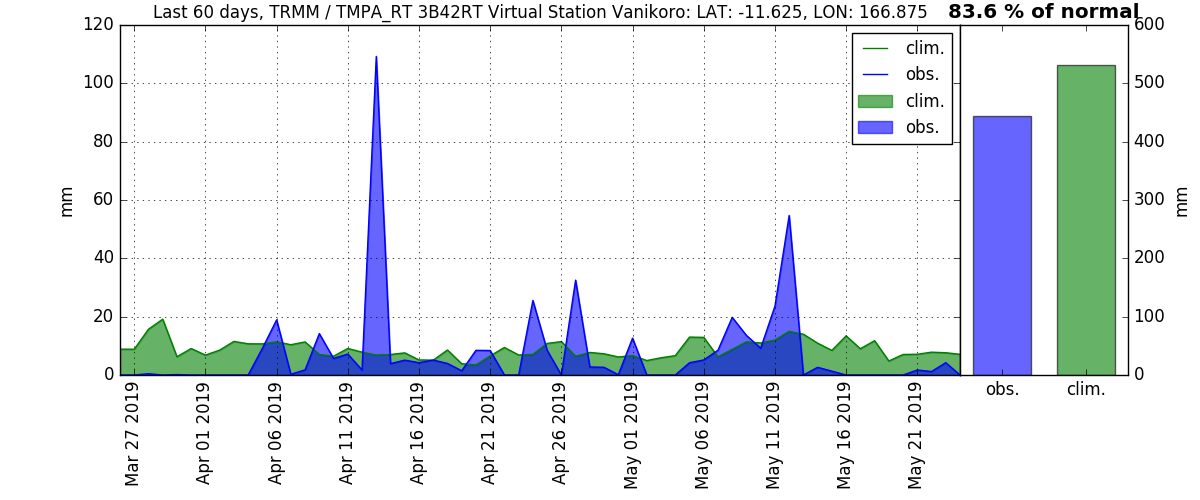 Last 60 days, TRMM / TMPA_RT 3B42RT Virtual Station Vanikoro: LAT: -11.625, LON: 166.875
83.6 % of normal
120
100
80
60
40
20
0
mm
clim.
obs.
clim.
obs.
Mar 27 2019
Apr 01 2019
Apr 06 2019
Apr 11 2019
Apr 16 2019
Apr 21 2019
Apr 26 2019
May 01 2019
May 06 2019
May 11 2019
May 16 2019
May 21 2019
600
500
400
300
200
100
0
mm
obs.
clim.